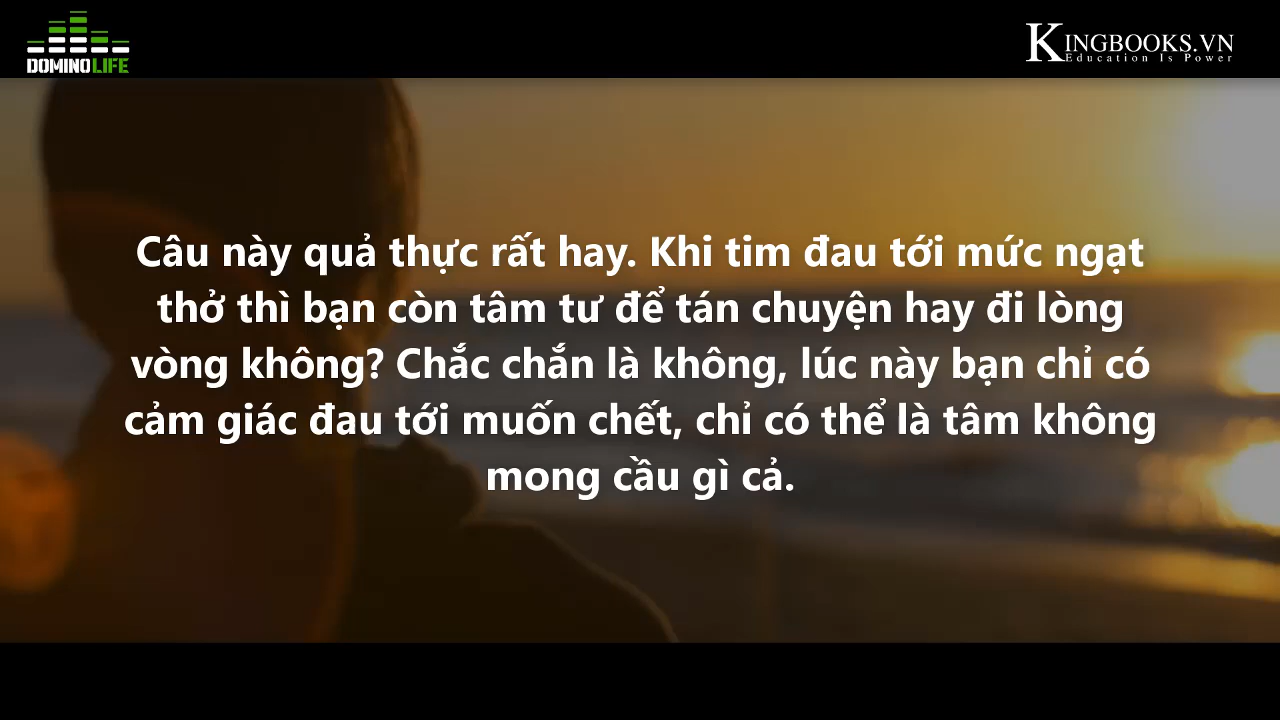 DOMINOLIFE
KINGBOOKS.VN
Education Is Power
Câu này quả thực rất hay. Khi tim đau tới mức ngạt
thở thì bạn còn tâm tư để tán chuyện hay đi lòng
vòng không? Chắc chắn là không, lúc này bạn chỉ có
cảm giác đau tới muốn chết, chỉ có thể là tâm không
mong cầu gì cả.